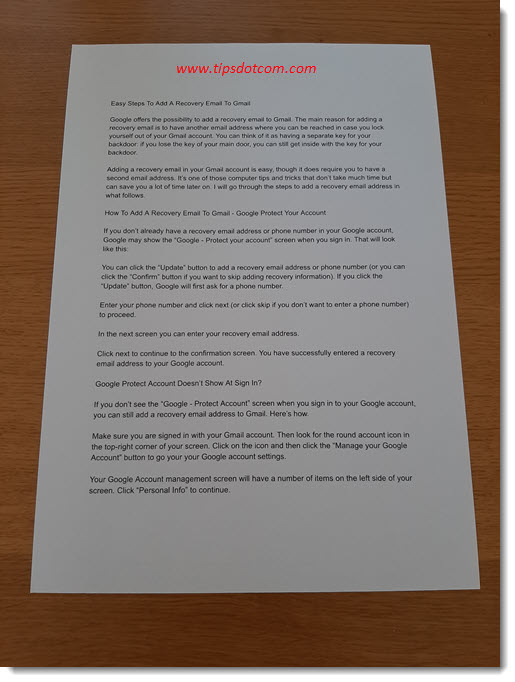 www.tipsdotcom.com
Easy Steps To Add A Recovery Email To Gmail
Google offers the possibility to add a recovery email to Gmail. The main reason for adding a
recovery email is to have another email address where you can be reached in case you lock
yourself out of your Gmail account. You can think of it as having a separate key for your
backdoor: if you lose the key of your main door, you can still get inside with the key for your
backdoor.
Adding a recovery email in your Gmail account is easy, though it does require you to have a
second email address. It's one of those computer tips and tricks that don't take much time but
can save you a lot of time later on. I will go through the steps to add a recovery email address in
what follows.
How To Add A Recovery Email To Gmail - Google Protect Your Account
If you don't already have a recovery email address or phone number in your Google account,
Google may show the "Google - Protect your account" screen when you sign in. That will look
like this:
You can click the "Update" button to add a recovery email address or phone number (or you can
click the "Confirm" button if you want to skip adding recovery information). If you click the
"Update" button, Google will first ask for a phone number.
Enter your phone number and click next (or click skip if you don't want to enter a phone number)
to proceed.
In the next screen you can enter your recovery email address.
Click next to continue to the confirmation screen. You have successfully entered a recovery
email address to your Google account.
Google Protect Account Doesn't Show At Sign In?
If you don't see the "Google - Protect Account" screen when you sign in to your Google account,
you can still add a recovery email address to Gmail. Here's how.
Make sure you are signed in with your Gmail account. Then look for the round account icon in
the top-right corner of your screen. Click on the icon and then click the "Manage your Google
Account" button to go your your Google account settings.
Your Google Account management screen will have a number of items on the left side of your
screen. Click "Personal Info" to continue.